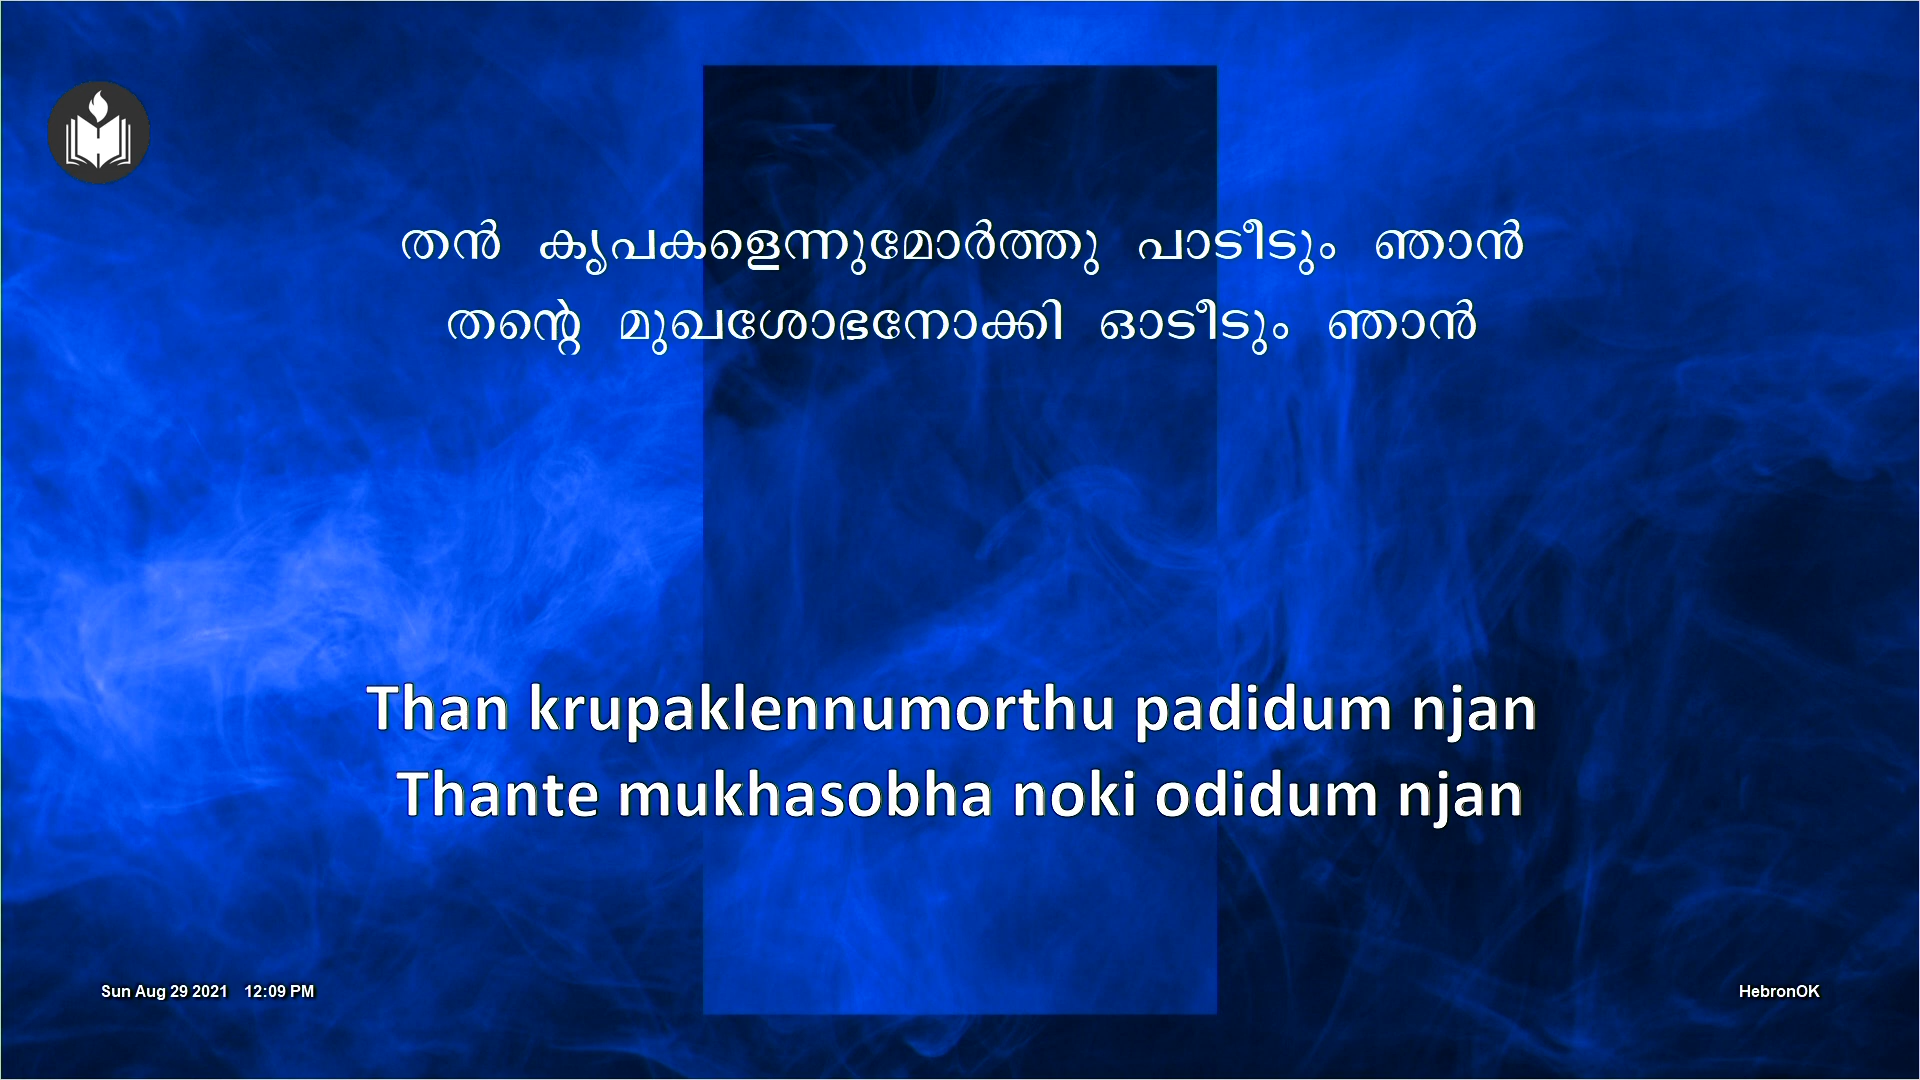 തൻ കൃപകളെന്നുമോർത്തു പാടീടും ഞാൻ
തന്റെ മുഖശോഭനോക്കി ഓടീടും ഞാൻ
Than krupaklennumorthu padidum njan
Thante mukhasobha noki odidum njan
Sun Aug 29 2021 12:09 PM
HebronOK